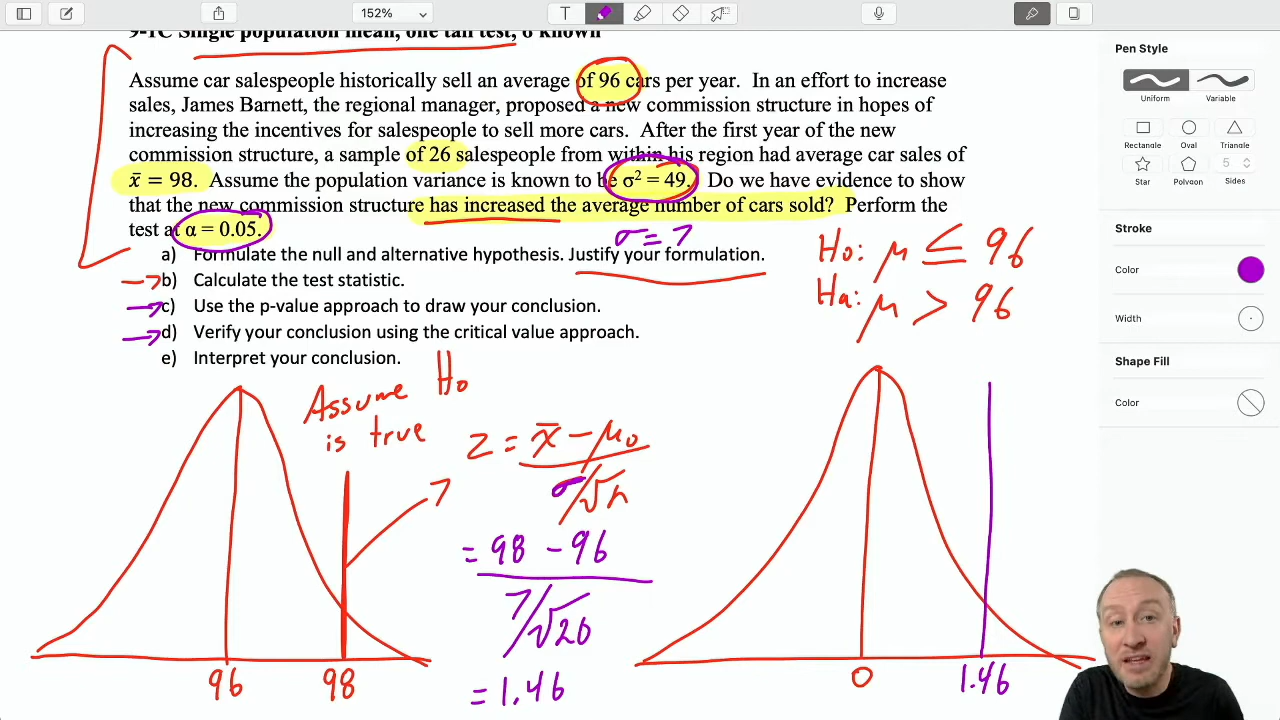 152%
T
9-1C Single population mean, one tail test, σ known
Assume car salespeople historically sell an average of 96 cars per year. In an effort to increase
sales, James Barnett, the regional manager, proposed a new commission structure in hopes of
increasing the incentives for salespeople to sell more cars. After the first year of the new
commission structure, a sample of 26 salespeople from within his region had average car sales of
x̄ = 98. Assume the population variance is known to be σ² = 49. Do we have evidence to show
that the new commission structure has increased the average number of cars sold? Perform the
test at α = 0.05.
σ = 7
a) Formulate the null and alternative hypothesis. Justify your formulation.
b) Calculate the test statistic.
c) Use the p-value approach to draw your conclusion.
d) Verify your conclusion using the critical value approach.
e) Interpret your conclusion.
Ho: μ ≤ 96
Ha: μ > 96
Assume Ho
is true
z = x̄ - μ₀
σ/√n
= 98 - 96
7/√26
= 1.46
96 98
0 1.46
Pen Style
Uniform Variable
Rectangle Oval Triangle
5
Star Polygon Sides
Stroke
Color
Width
Shape Fill
Color